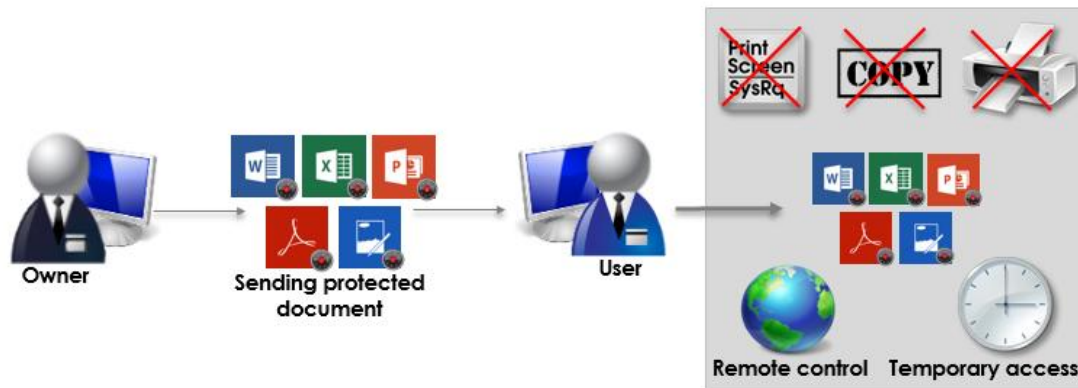 Print
Screen
SysRq
COPY
W
X
P
W
X
P
Owner
Sending protected
document
User
Remote control
Temporary access